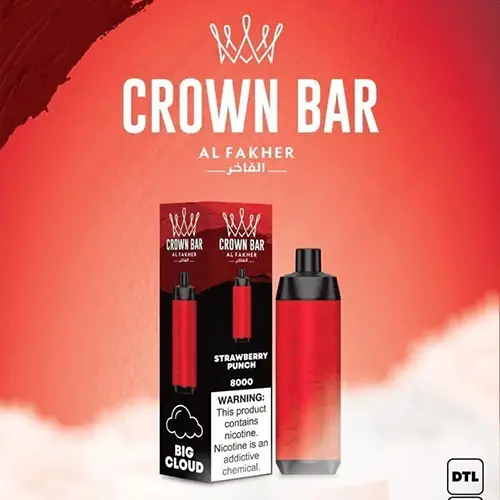 CROWN BAR
AL FAKHER
الفاخر
CROWN BAR
AL FAKHER
الفاخر
BIG
CLOUD
CROWN BAR
AL FAKHER
الفاخر
STRAWBERRY
PUNCH
8000
WARNING:
This product
contains
nicotine.
Nicotine is an
addictive
chemical.
DTL